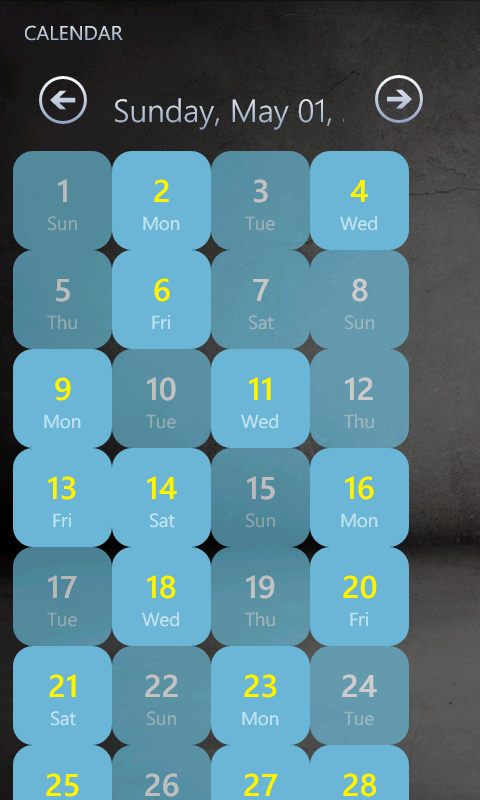 CALENDAR
Sunday, May 01,
1 2 3 4
Sun Mon Tue Wed
5 6 7 8
Thu Fri Sat Sun
9 10 11 12
Mon Tue Wed Thu
13 14 15 16
Fri Sat Sun Mon
17 18 19 20
Tue Wed Thu Fri
21 22 23 24
Sat Sun Mon Tue
25 26 27 28